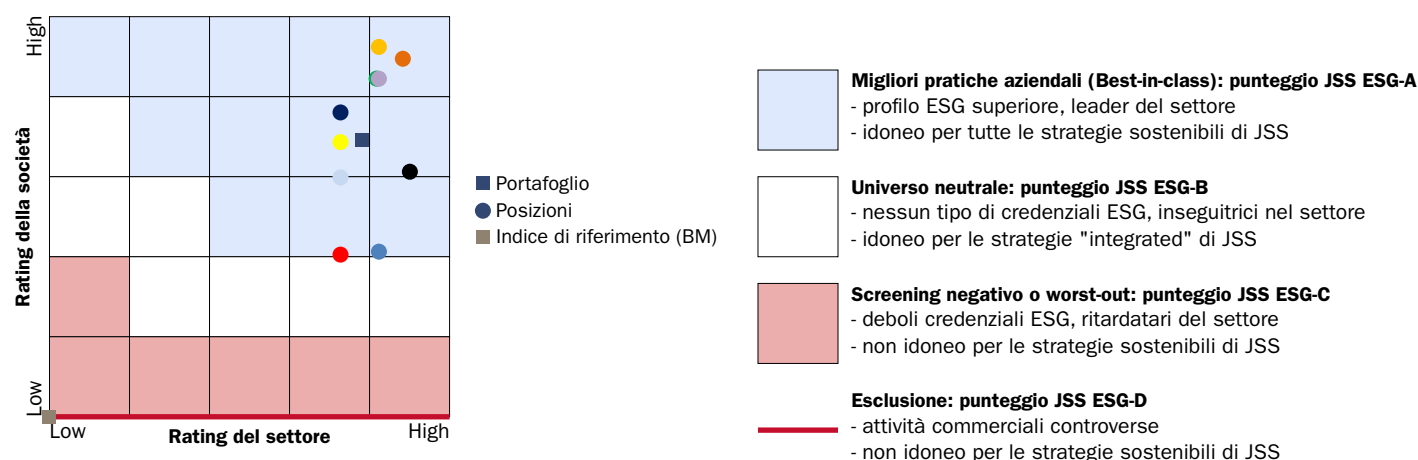 High
Rating della società
Low
Low
Rating del settore
High
Portafoglio
Posizioni
Indice di riferimento (BM)
Migliori pratiche aziendali (Best-in-class): punteggio JSS ESG-A
- profilo ESG superiore, leader del settore
- idoneo per tutte le strategie sostenibili di JSS
Universo neutrale: punteggio JSS ESG-B
- nessun tipo di credenziali ESG, inseguitrici nel settore
- idoneo per le strategie "integrated" di JSS
Screening negativo o worst-out: punteggio JSS ESG-C
- deboli credenziali ESG, ritardatari del settore
- non idoneo per le strategie sostenibili di JSS
Esclusione: punteggio JSS ESG-D
- attività commerciali controverse
- non idoneo per le strategie sostenibili di JSS